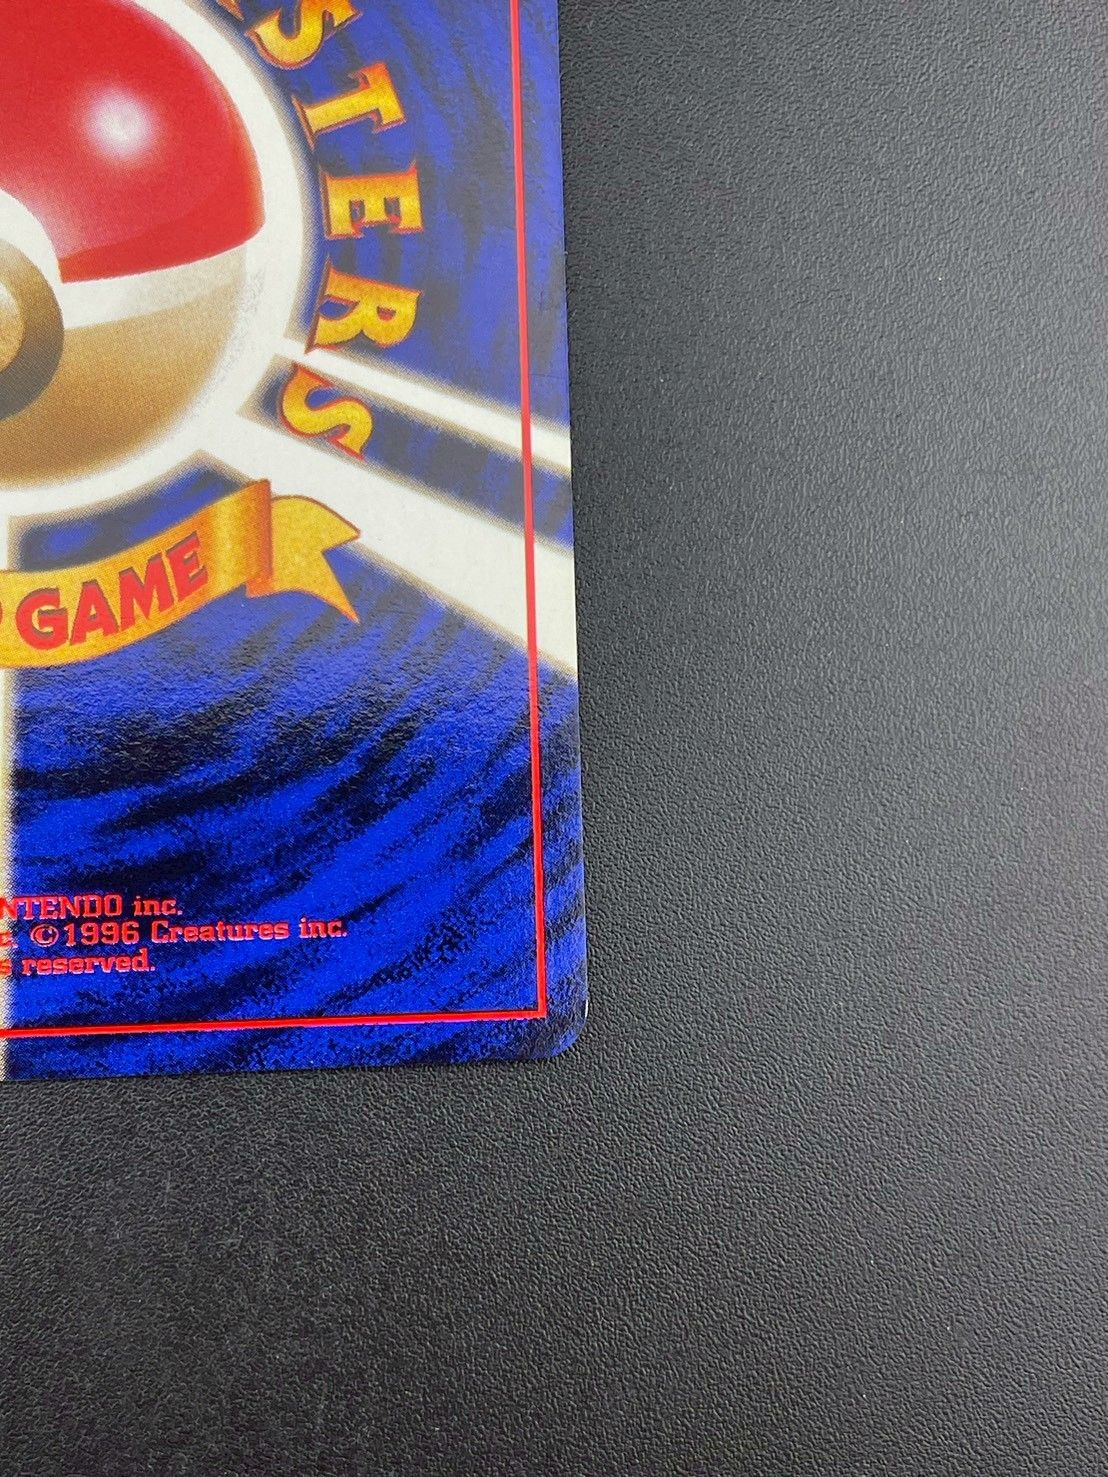 STERS
GAME
NTENDO inc.
©1996 Creatures inc.
s reserved.